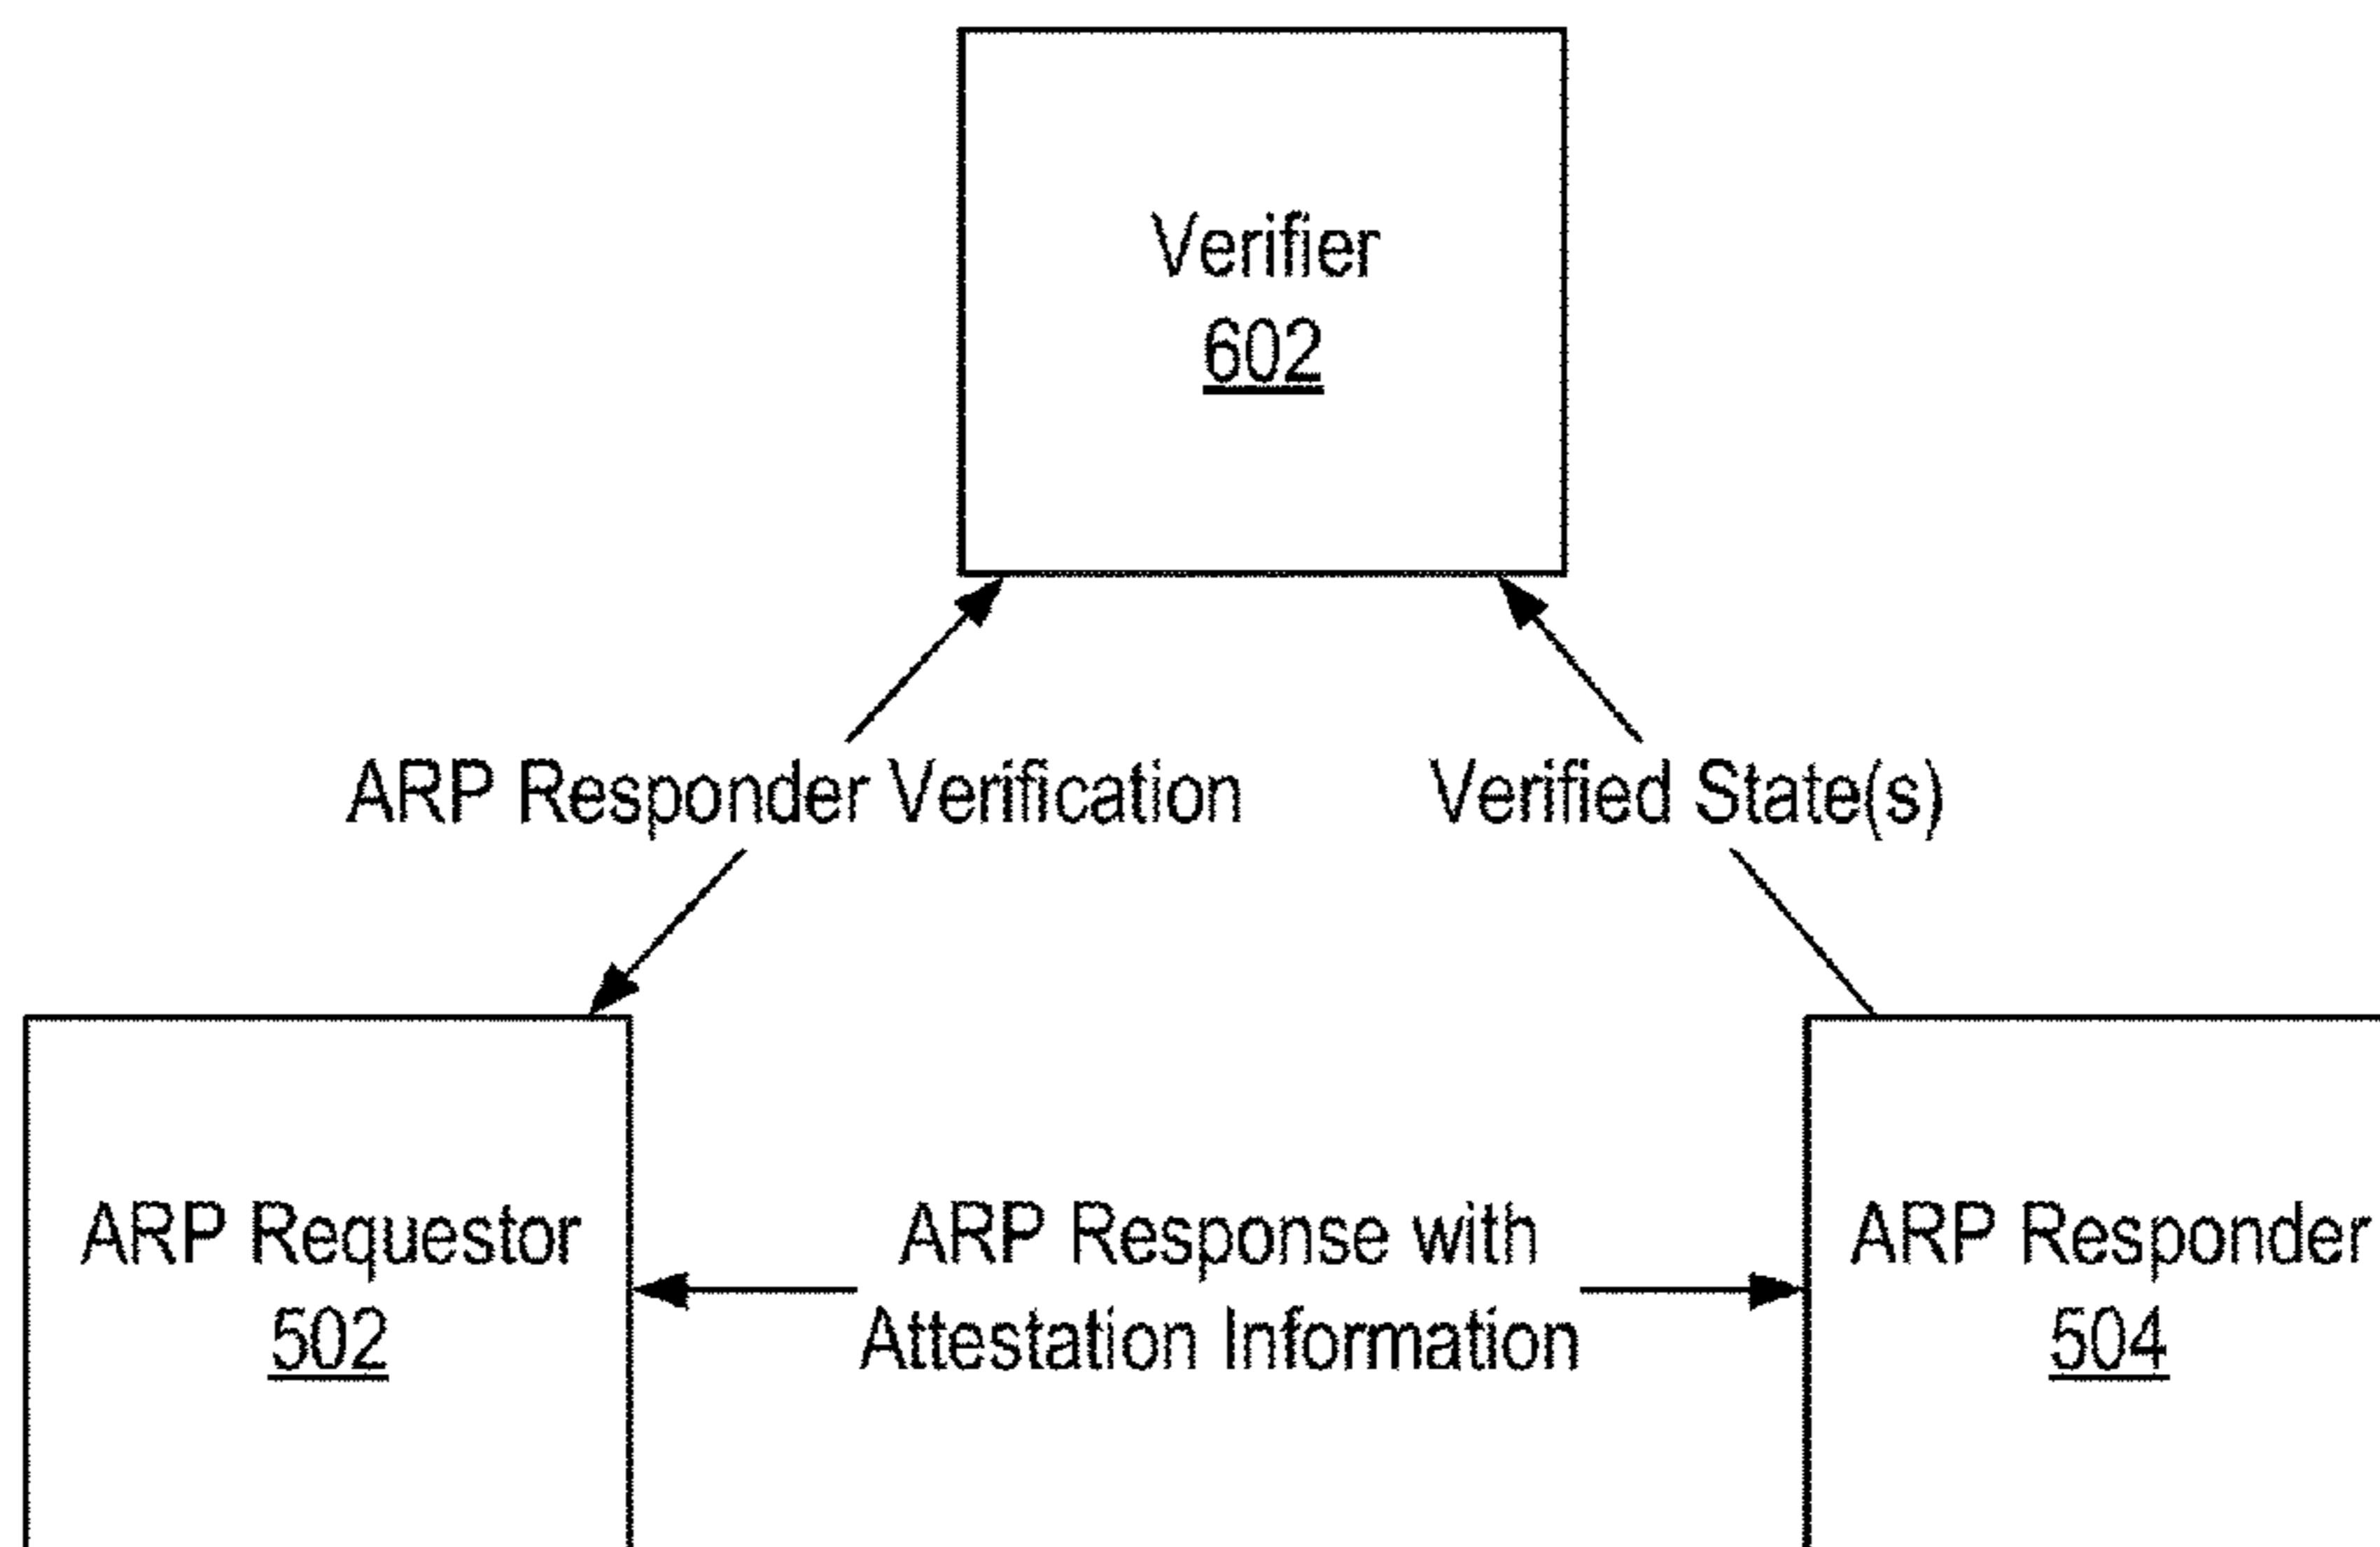 Verifier
602
ARP Responder Verification
Verified State(s)
ARP Requestor
502
ARP Response with
Attestation Information
ARP Responder
504